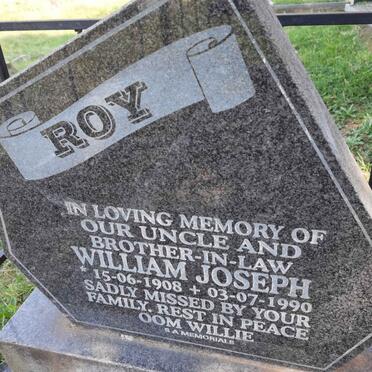 ROY
IN LOVING MEMORY OF
OUR UNCLE AND
BROTHER-IN-LAW
WILLIAM JOSEPH
* 15-06-1908 + 03-07-1990
SADLY MISSED BY YOUR
FAMILY. REST IN PEACE
OOM WILLIE
S A MEMORIALS